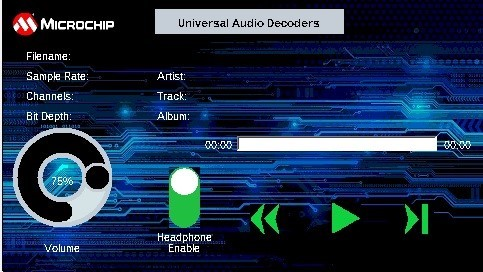 MICROCHIP
Universal Audio Decoders
Filename:
Sample Rate:
Artist:
Channels:
Track:
Bit Depth:
Album:
00:00
00:00
75%
Volume
Headphone
Enable